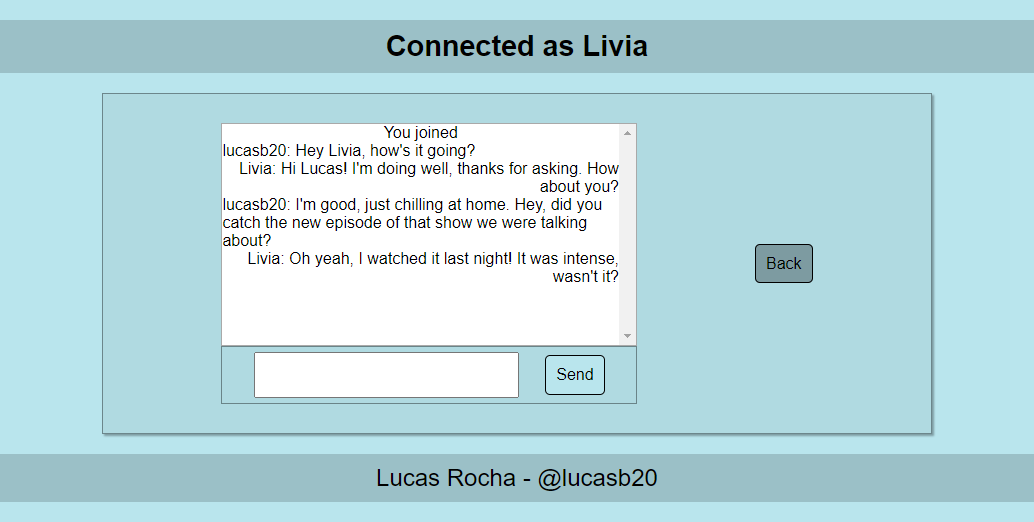 Connected as Livia
You joined
lucasb20: Hey Livia, how's it going?
Livia: Hi Lucas! I'm doing well, thanks for asking. How
about you?
lucasb20: I'm good, just chilling at home. Hey, did you
catch the new episode of that show we were talking
about?
Livia: Oh yeah, I watched it last night! It was intense,
wasn't it?
Back
Send
Lucas Rocha - @lucasb20